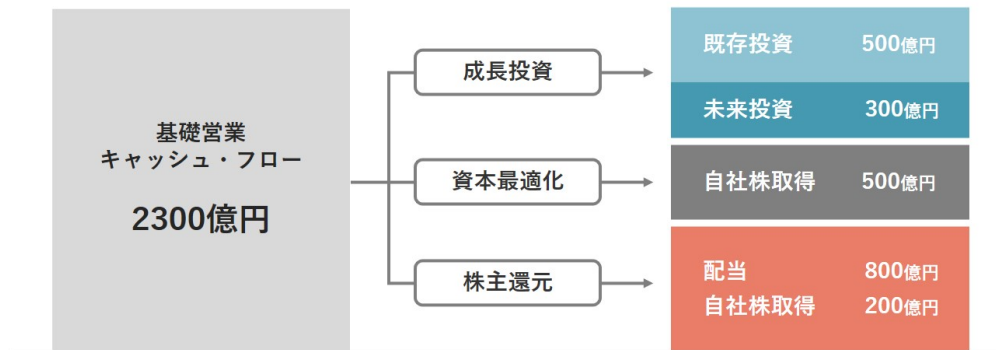 基礎営業
キャッシュ・フロー
2300億円
成長投資
既存投資 500億円
未来投資 300億円
資本最適化
自社株取得 500億円
株主還元
配当 800億円
自社株取得 200億円